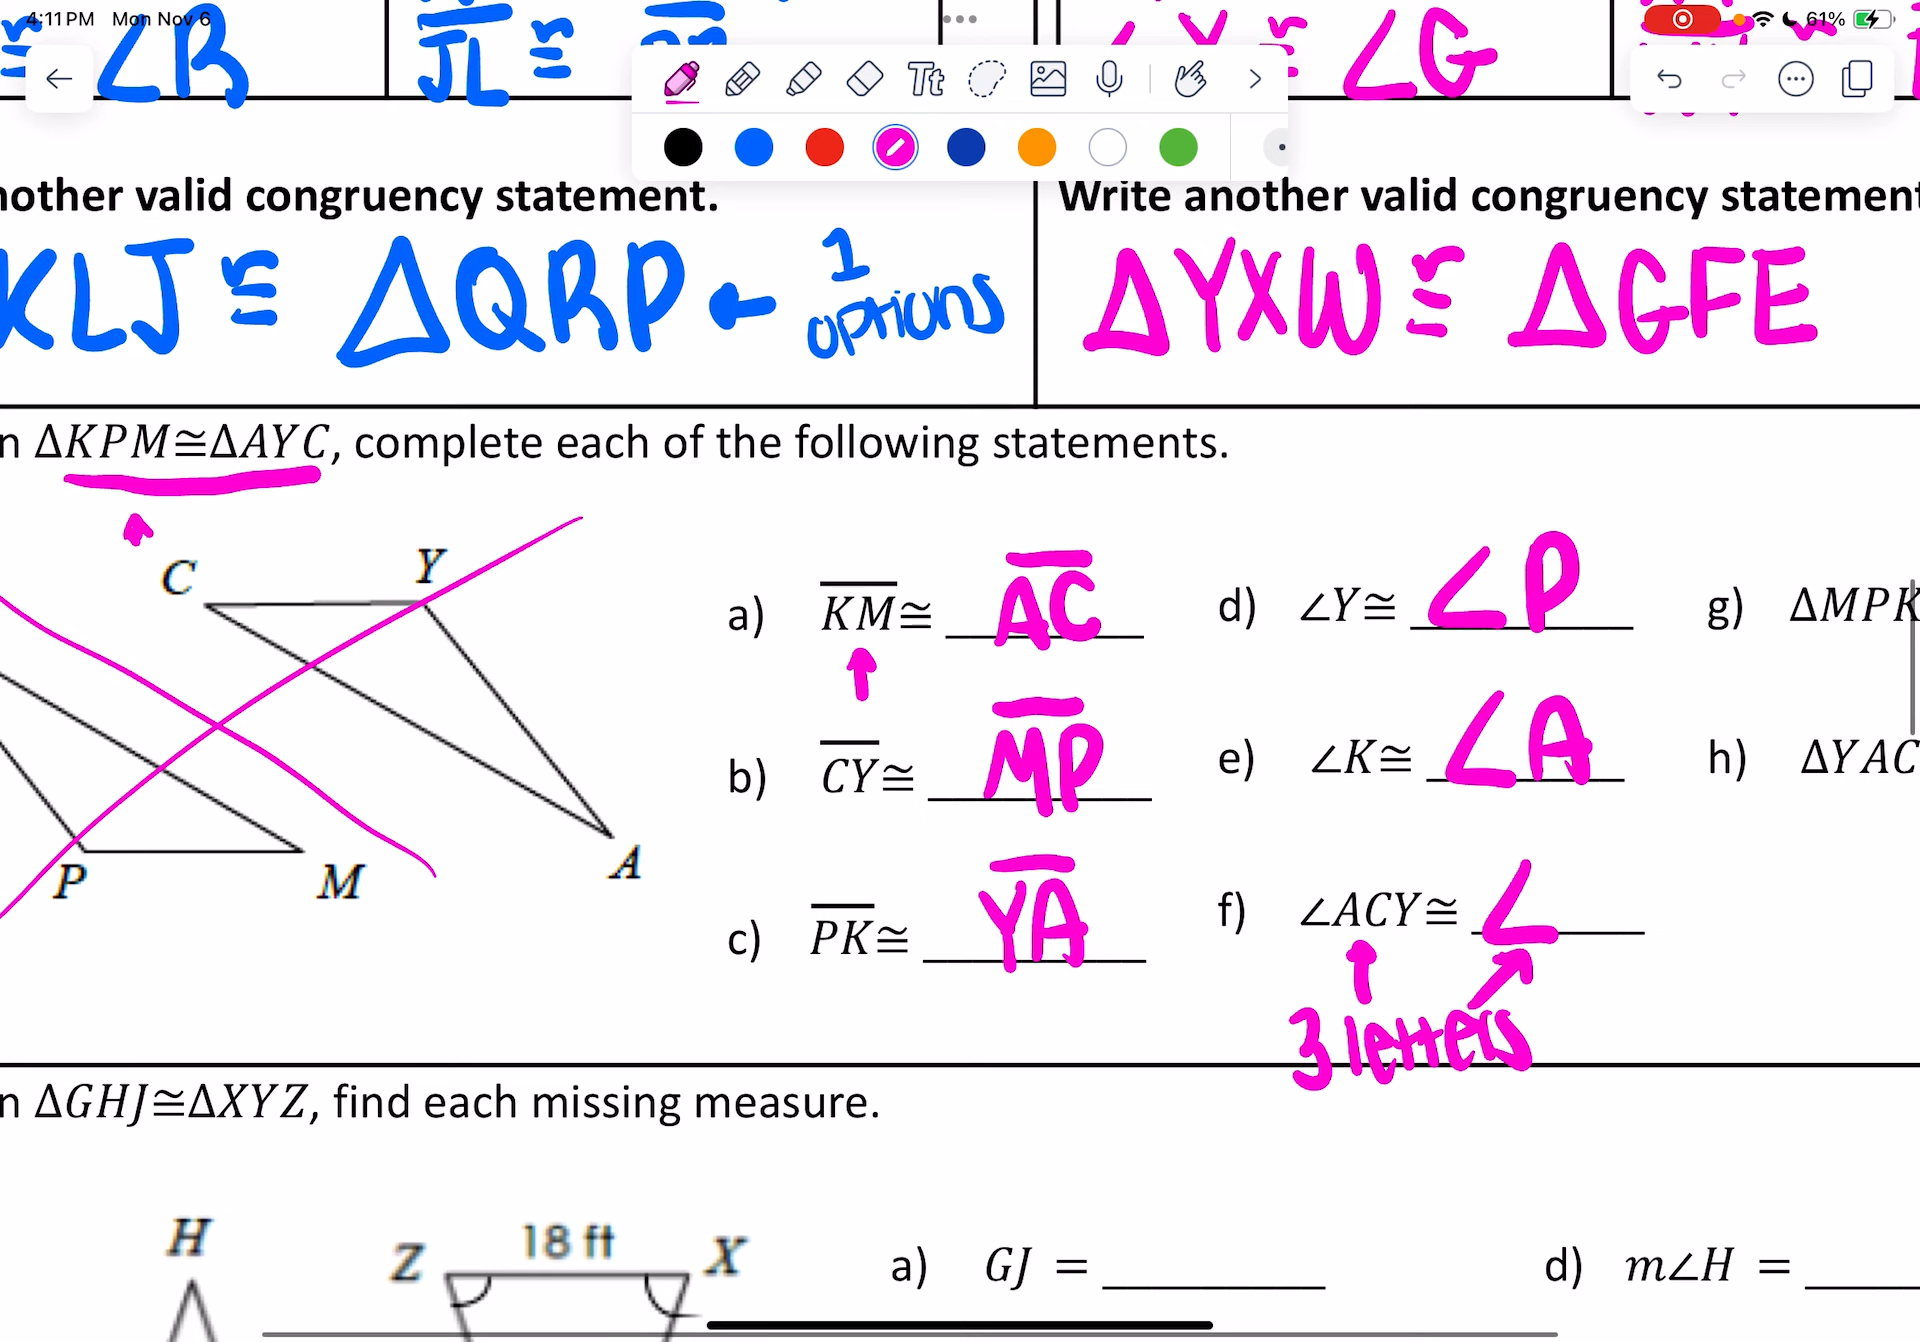 4:11 PM Mon Nov 6
61%
≅ ∠R
JL ≅
≅ ∠G
Tt
nother valid congruency statement.
Write another valid congruency statement
KLJ ≅ ΔQRP ← 1 options
ΔYXW ≅ ΔGFE
n ΔKPM≅ΔAYC, complete each of the following statements.
C
Y
P
M
A
a) KM≅ AC
b) CY≅ MP
c) PK≅ YA
d) ∠Y≅ ∠P
e) ∠K≅ ∠A
f) ∠ACY≅ ∠
3 letters
g) ΔMPK
h) ΔYAC
n ΔGHJ≅ΔXYZ, find each missing measure.
H
Z
18 ft
X
a) GJ =
d) m∠H =